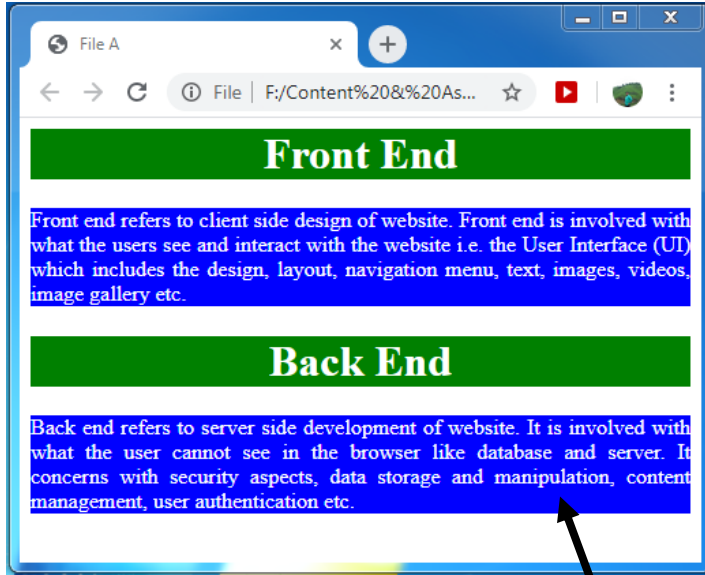 File A
File F:/Content%20&%20As...
Front End
Front end refers to client side design of website. Front end is involved with
what the users see and interact with the website i.e. the User Interface (UI)
which includes the design, layout, navigation menu, text, images, videos,
image gallery etc.
Back End
Back end refers to server side development of website. It is involved with
what the user cannot see in the browser like database and server. It
concerns with security aspects, data storage and manipulation, content
management, user authentication etc.